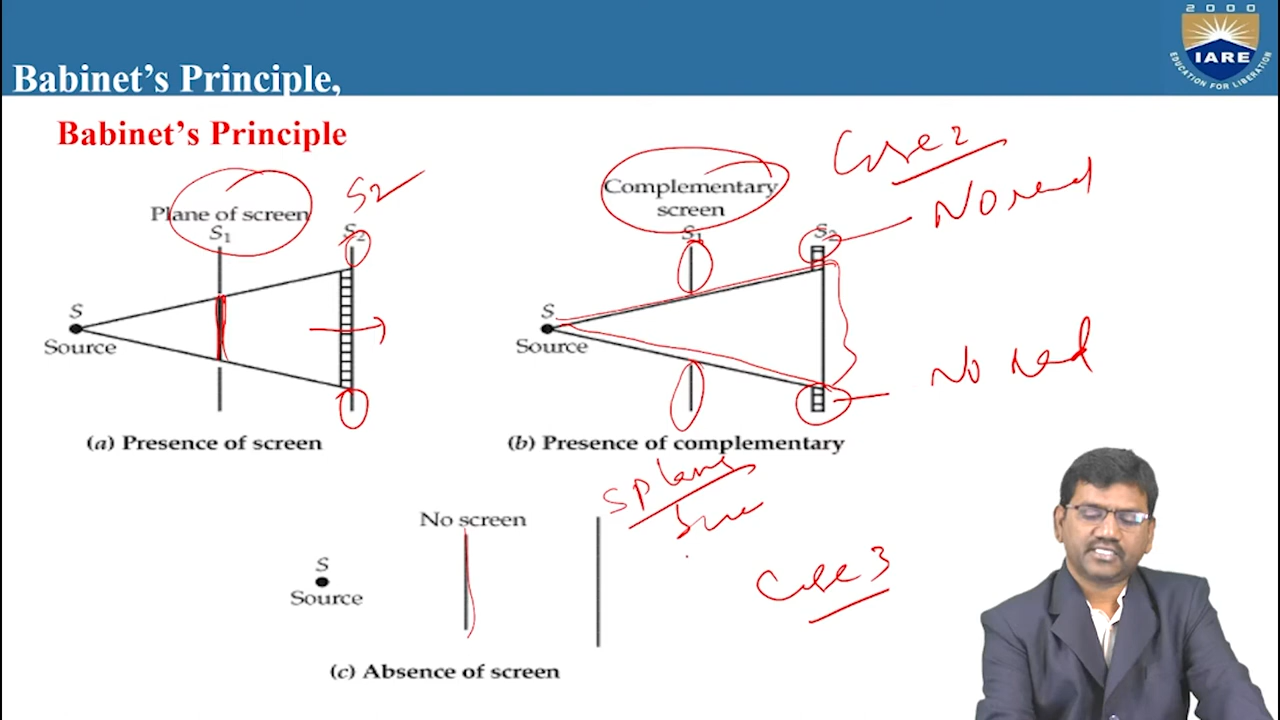 2000
IARE
EDUCATION FOR LIBERATION
Babinet's Principle,
Babinet's Principle
Plane of screen
S1
S2
S2
S
Source
(a) Presence of screen
Complementary
screen
S1
S2
Case 2
No
S
Source
No
(b) Presence of complementary
No screen
S
Source
Case 3
(c) Absence of screen